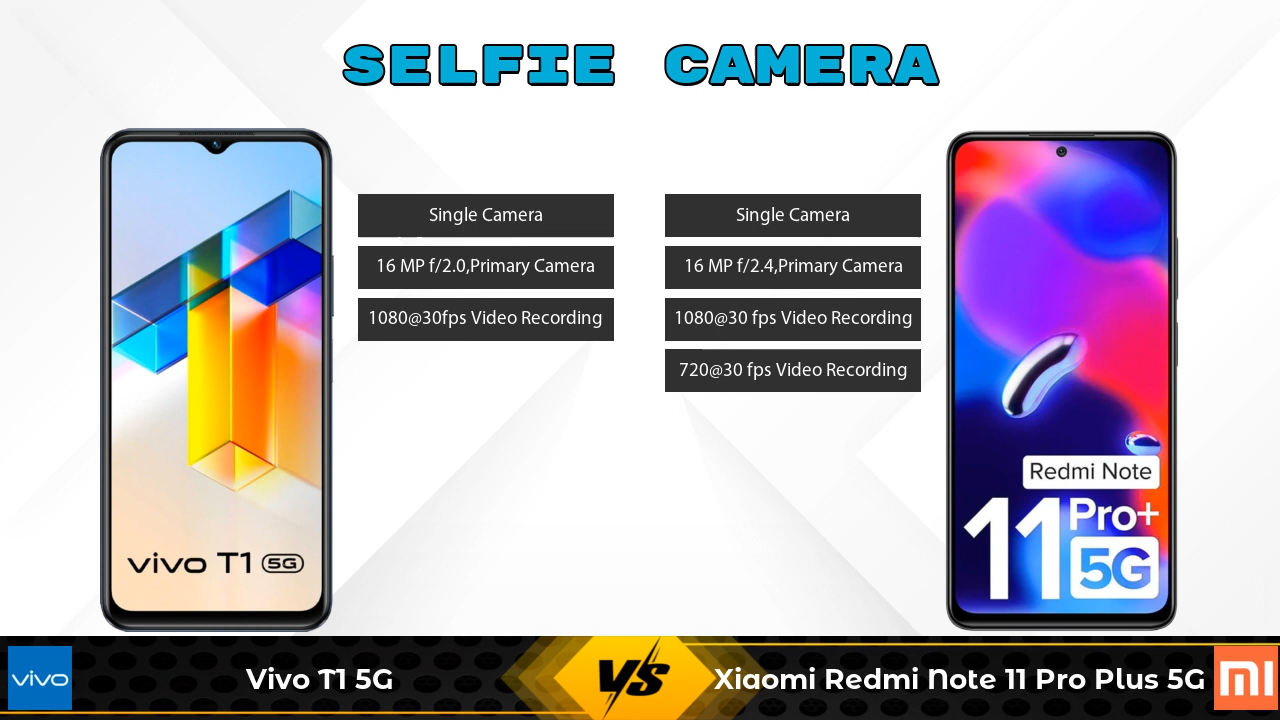 SELFIE CAMERA
Single Camera
16 MP f/2.0,Primary Camera
1080@30fps Video Recording
Single Camera
16 MP f/2.4,Primary Camera
1080@30 fps Video Recording
720@30 fps Video Recording
vivo T1 5G
Redmi Note
11 Pro+
5G
vivo
Vivo T1 5G
VS
Xiaomi Redmi Note 11 Pro Plus 5G
MI